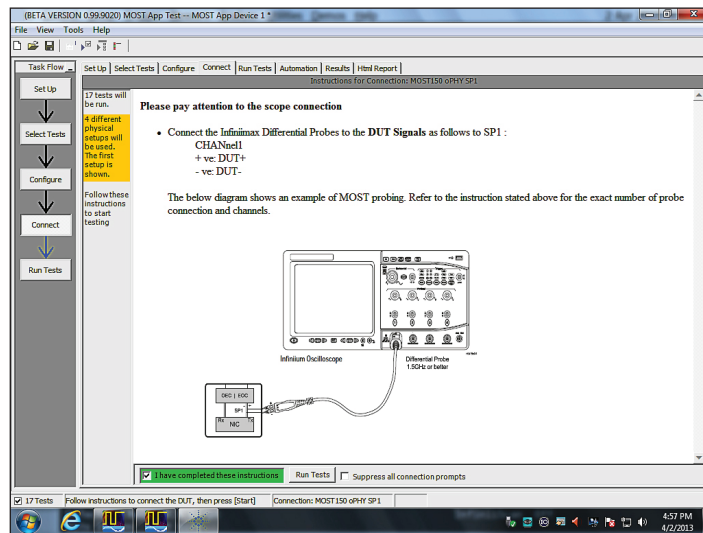 (BETA VERSION 0.99.9020) MOST App Test -- MOST App Device 1 *
File View Tools Help
Task Flow
Set Up
Select Tests
Configure
Connect
Run Tests
Set Up | Select Tests | Configure | Connect | Run Tests | Automation | Results | Html Report |
Instructions for Connection: MOST150 oPHY SP1
17 tests will
be run.
4 different
physical
setups will
be used.
The first
setup is
shown.
Follow these
instructions
to start
testing
Please pay attention to the scope connection
• Connect the Infiniimax Differential Probes to the DUT Signals as follows to SP1 :
CHANnel1
+ ve: DUT+
- ve: DUT-
The below diagram shows an example of MOST probing. Refer to the instruction stated above for the exact number of probe
connection and channels.
Infiniium Oscilloscope
Differential Probe
1.5GHz or better
OEC | EOC
SP1
- +
Rx Tx
NIC
I have completed these instructions
Run Tests
Suppress all connection prompts
17 Tests
Follow instructions to connect the DUT, then press [Start]
Connection: MOST150 oPHY SP1
4:57 PM
4/2/2013